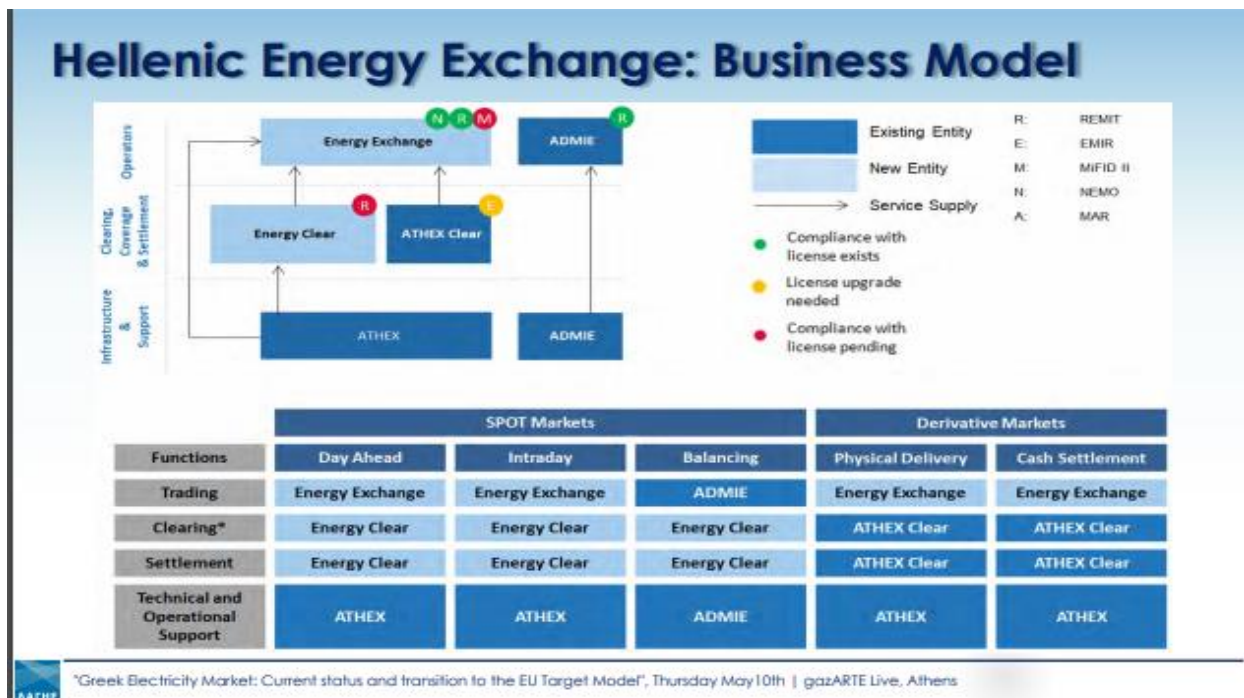 Hellenic Energy Exchange: Business Model
Operators
Energy Exchange
N
R
M
ADMIE
R
Clearing,
Coverage
& Settlement
Energy Clear
R
ATHEX Clear
E
Infrastructure
&
Support
ATHEX
ADMIE
Existing Entity
New Entity
Service Supply
Compliance with
license exists
License upgrade
needed
Compliance with
license pending
R: REMIT
E: EMIR
M: MiFID II
N: NEMO
A: MAR
SPOT Markets Derivative Markets
Functions Day Ahead Intraday Balancing Physical Delivery Cash Settlement
Trading Energy Exchange Energy Exchange ADMIE Energy Exchange Energy Exchange
Clearing* Energy Clear Energy Clear Energy Clear ATHEX Clear ATHEX Clear
Settlement Energy Clear Energy Clear Energy Clear ATHEX Clear ATHEX Clear
Technical and
Operational
Support
ATHEX ATHEX ADMIE ATHEX ATHEX
"Greek Electricity Market: Current status and transition to the EU Target Model", Thursday May10th | gazARTE Live, Athens